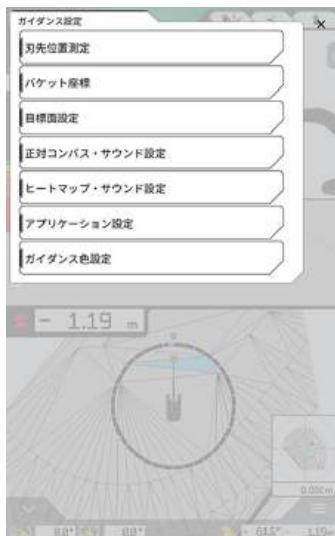 ガイダンス設定
×
刃先位置測定
バケット座標
目標面設定
正対コンパス・サウンド設定
ヒートマップ・サウンド設定
アプリケーション設定
ガイダンス色設定
- 1.19 m
0.000m